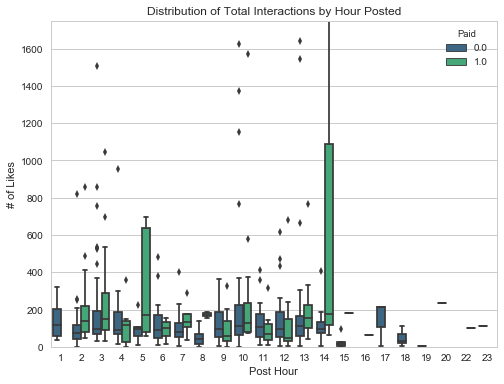 Distribution of Total Interactions by Hour Posted
# of Likes
1600
1400
1200
1000
800
600
400
200
0
Paid
0.0
1.0
1 2 3 4 5 6 7 8 9 10 11 12 13 14 15 16 17 18 19 20 22 23
Post Hour